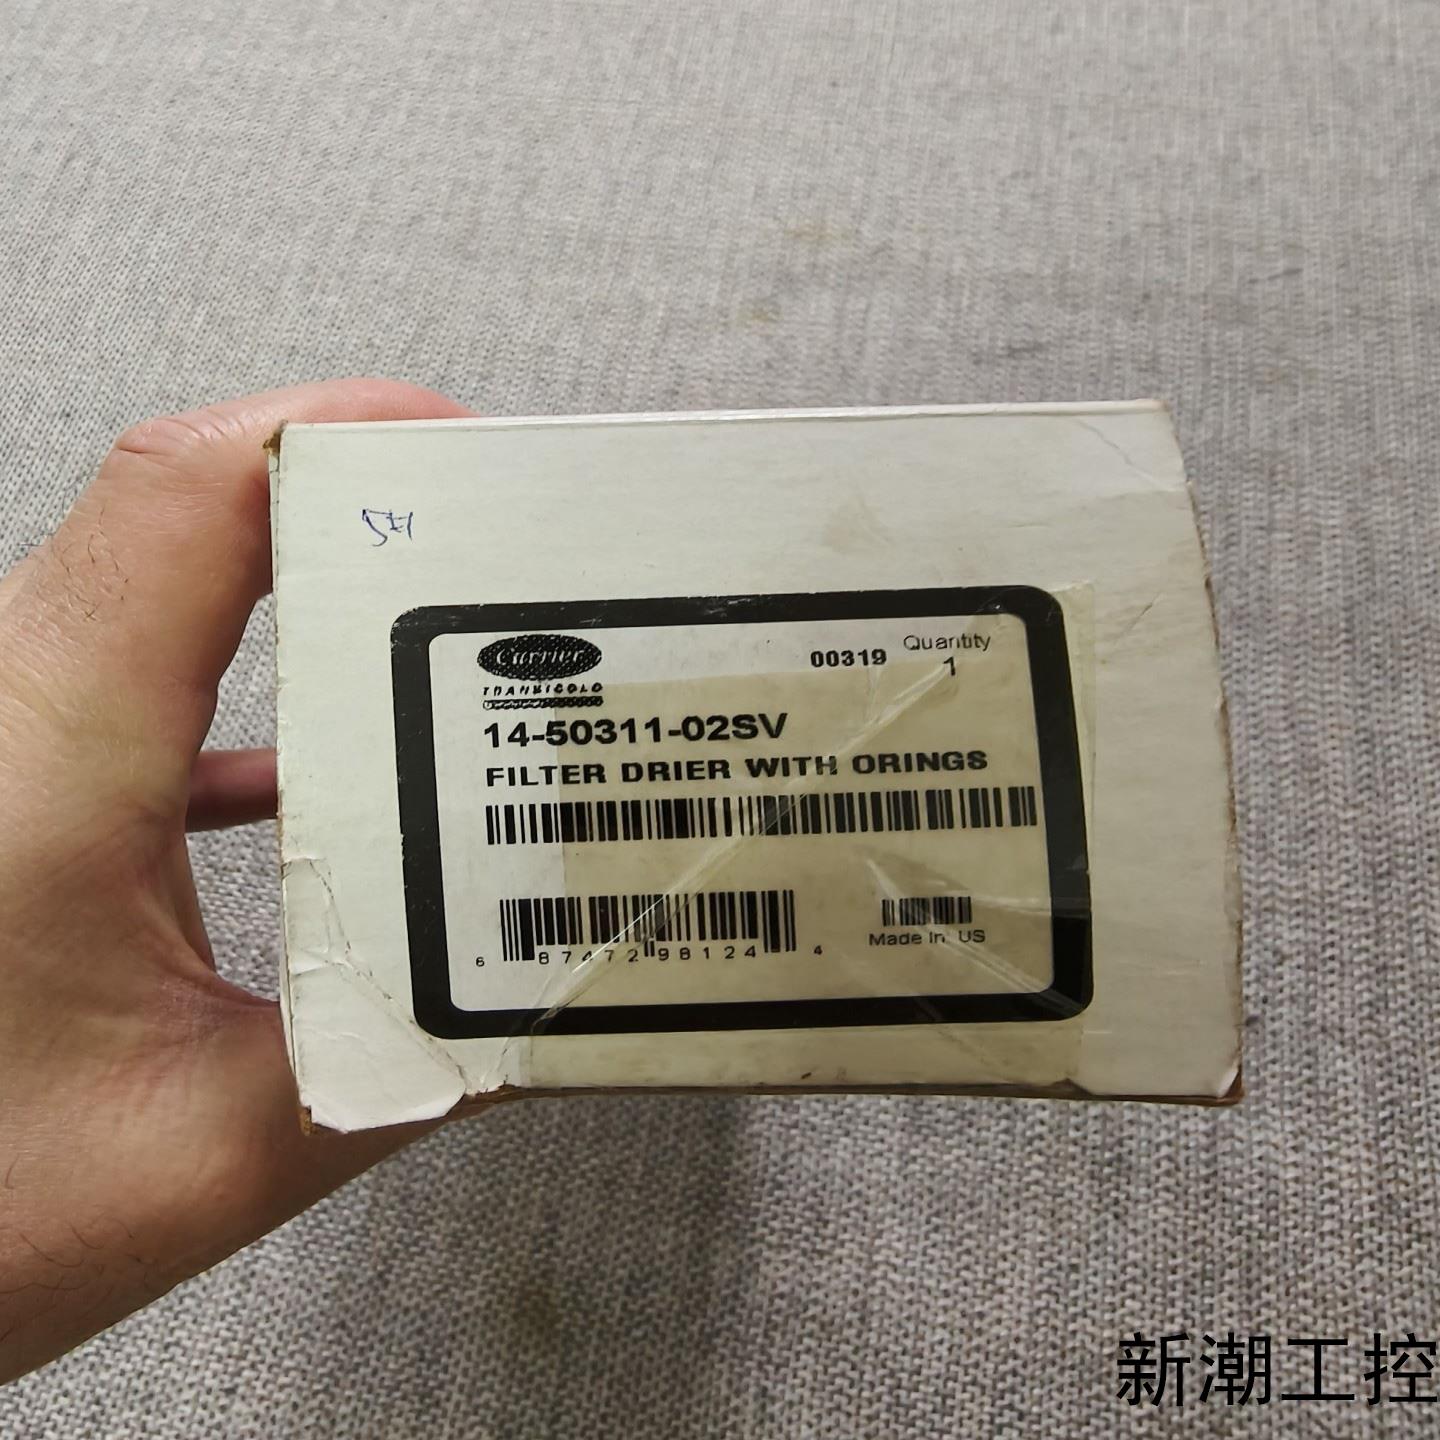 Carrier
TRANSICOLD
00319
Quantity
1
14-50311-02SV
FILTER DRIER WITH ORINGS
6 87472 98124 4
Made In: US
新潮工控